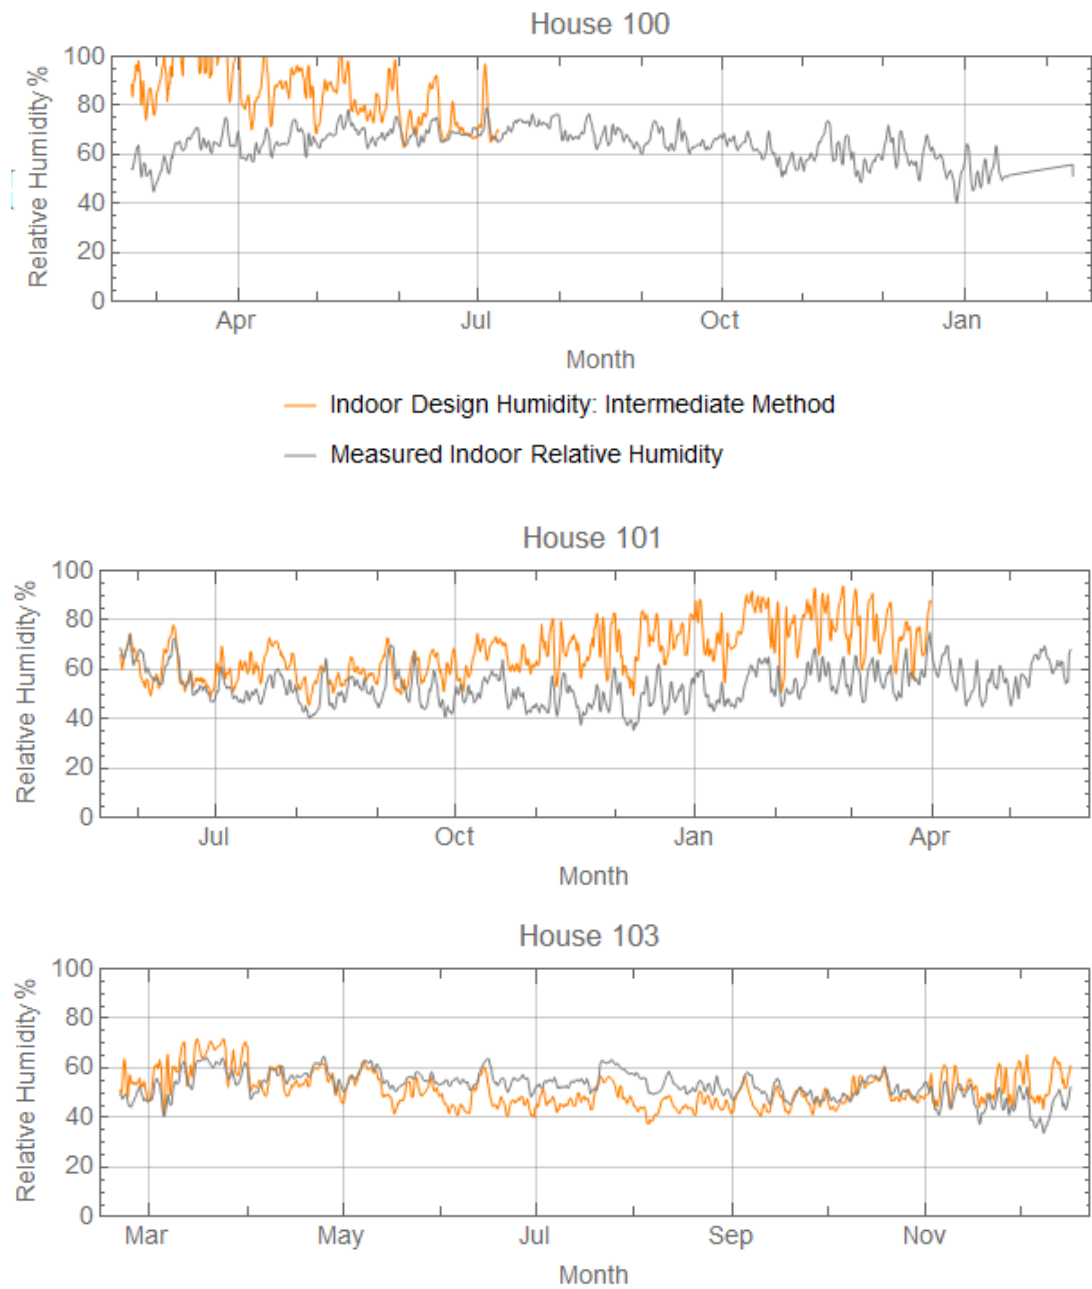 House 100
Relative Humidity %
100
80
60
40
20
0
Apr Jul Oct Jan
Month
Indoor Design Humidity: Intermediate Method
Measured Indoor Relative Humidity
House 101
Relative Humidity %
100
80
60
40
20
0
Jul Oct Jan Apr
Month
House 103
Relative Humidity %
100
80
60
40
20
0
Mar May Jul Sep Nov
Month